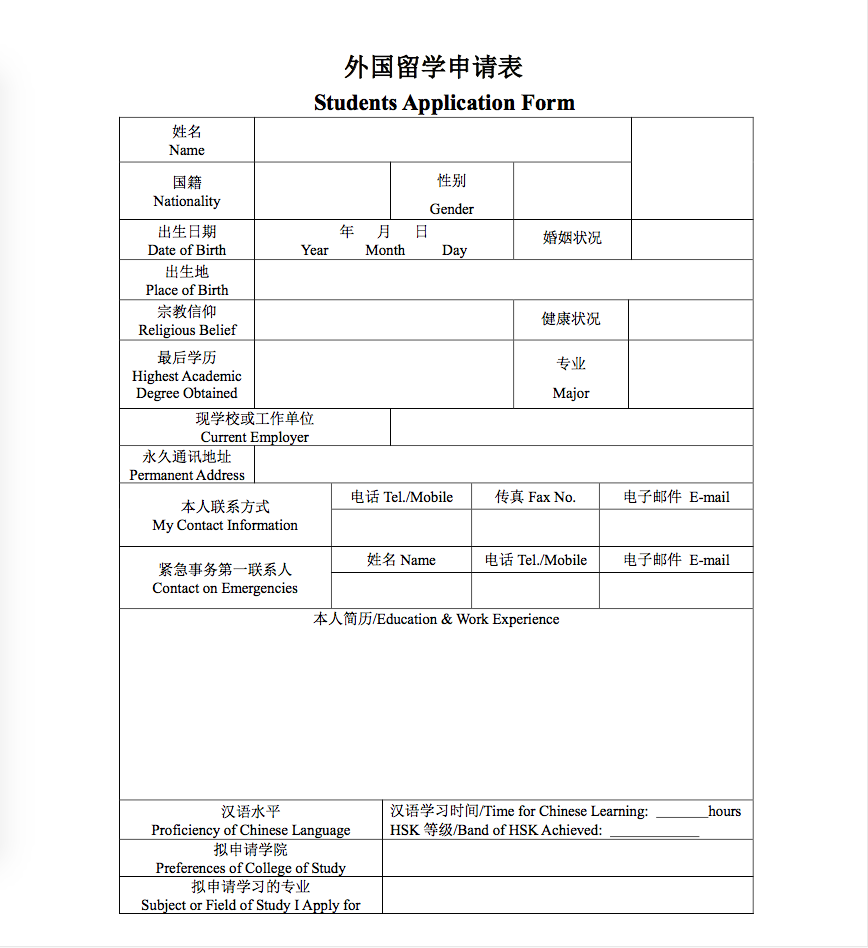 外国留学申请表
Students Application Form
姓名
Name
国籍
Nationality
性别
Gender
出生日期
Date of Birth
年 月 日
Year Month Day
婚姻状况
出生地
Place of Birth
宗教信仰
Religious Belief
健康状况
最后学历
Highest Academic
Degree Obtained
专业
Major
现学校或工作单位
Current Employer
永久通讯地址
Permanent Address
本人联系方式
My Contact Information
电话 Tel./Mobile
传真 Fax No.
电子邮件 E-mail
紧急事务第一联系人
Contact on Emergencies
姓名 Name
电话 Tel./Mobile
电子邮件 E-mail
本人简历/Education & Work Experience
汉语水平
Proficiency of Chinese Language
汉语学习时间/Time for Chinese Learning: _______hours
HSK 等级/Band of HSK Achieved: ____________
拟申请学院
Preferences of College of Study
拟申请学习的专业
Subject or Field of Study I Apply for